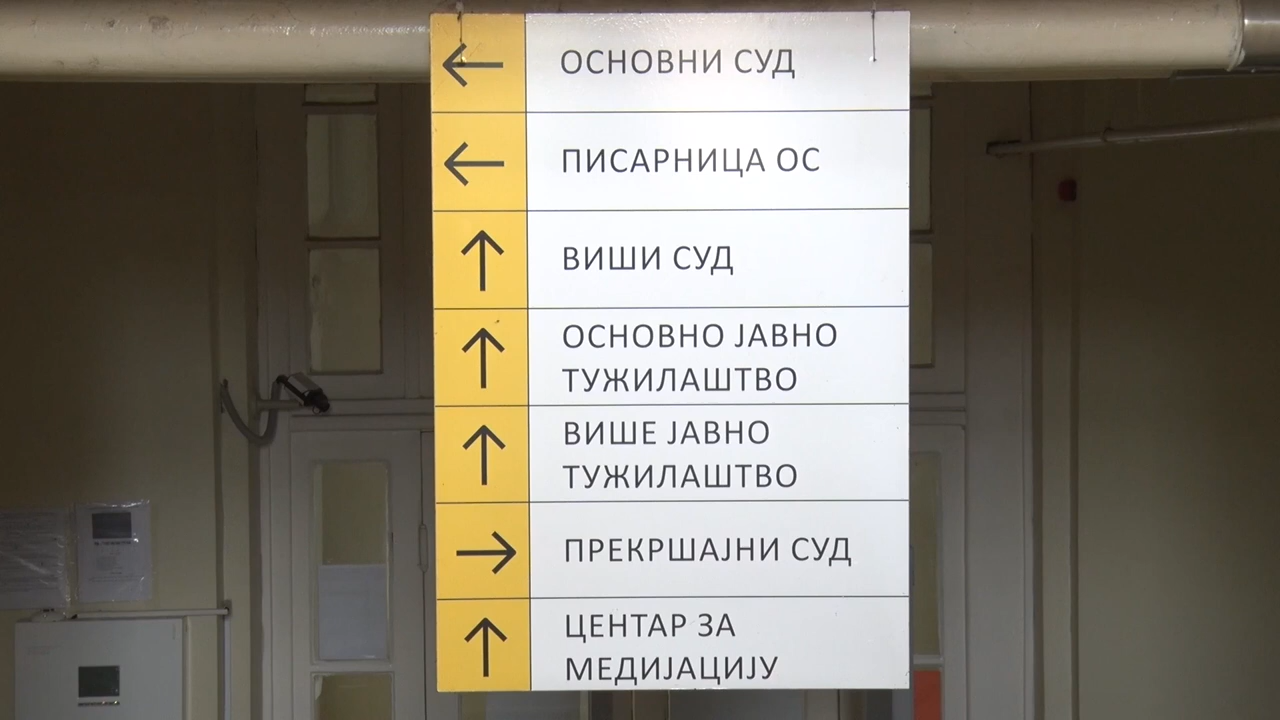 ОСНОВНИ СУД
ПИСАРНИЦА ОС
ВИШИ СУД
ОСНОВНО ЈАВНО
ТУЖИЛАШТВО
ВИШЕ ЈАВНО
ТУЖИЛАШТВО
ПРЕКРШАЈНИ СУД
ЦЕНТАР ЗА
МЕДИЈАЦИЈУ